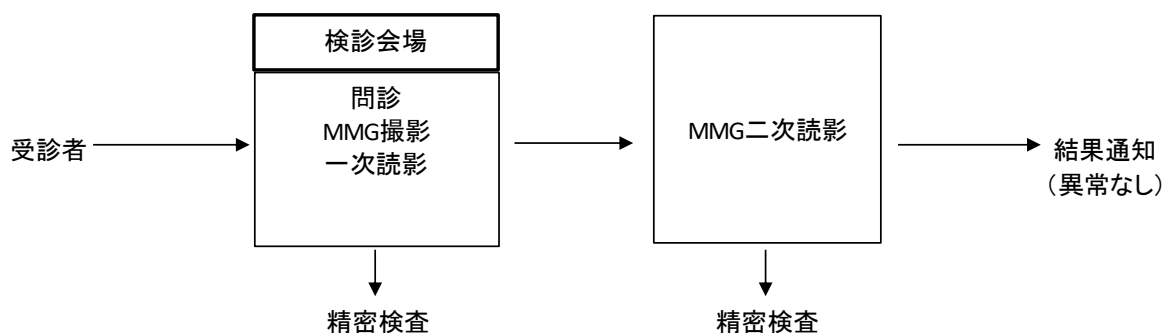 検診会場
問診
MMG撮影
一次読影
受診者
MMG二次読影
結果通知
（異常なし）
精密検査
精密検査